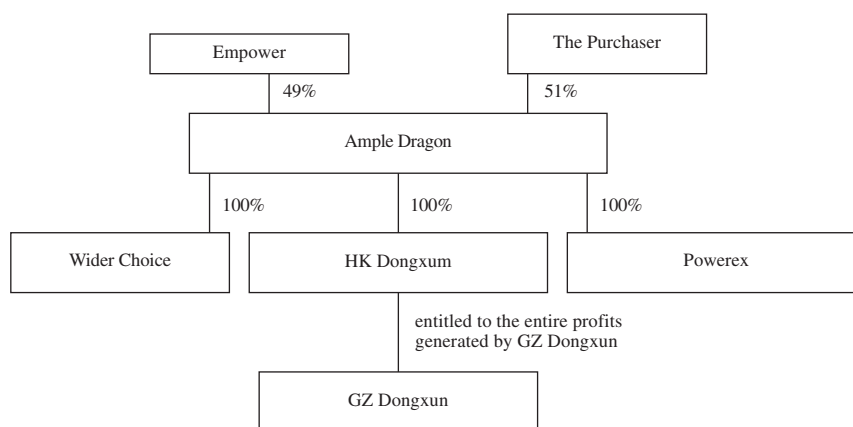 Empower
The Purchaser
49%
51%
Ample Dragon
100%
100%
100%
Wider Choice
HK Dongxum
Powerex
entitled to the entire profits
generated by GZ Dongxun
GZ Dongxun